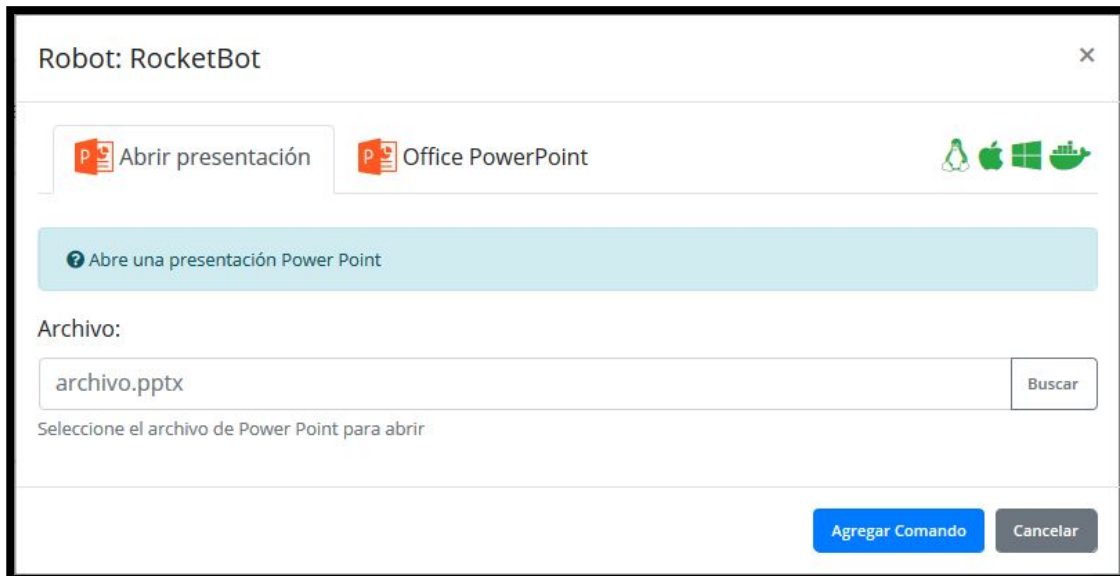 Robot: RocketBot
×
Abrir presentación
Office PowerPoint
Abre una presentación Power Point
Archivo:
archivo.pptx
Buscar
Seleccione el archivo de Power Point para abrir
Agregar Comando
Cancelar